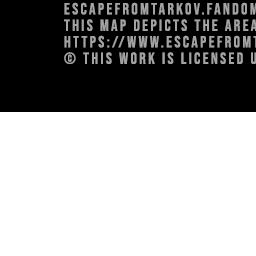 ESCAPEFROMTARKOV.FANDOM
THIS MAP DEPICTS THE AREA
HTTPS://WWW.ESCAPEFROMT
© THIS WORK IS LICENSED U